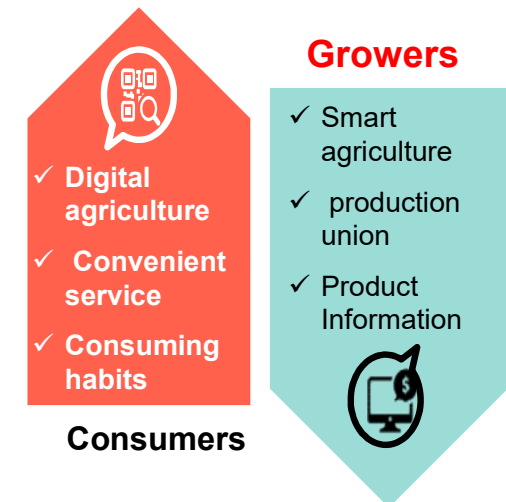 ✓ Digital
agriculture
✓ Convenient
service
✓ Consuming
habits
Consumers
Growers
✓ Smart
agriculture
✓ production
union
✓ Product
Information
$